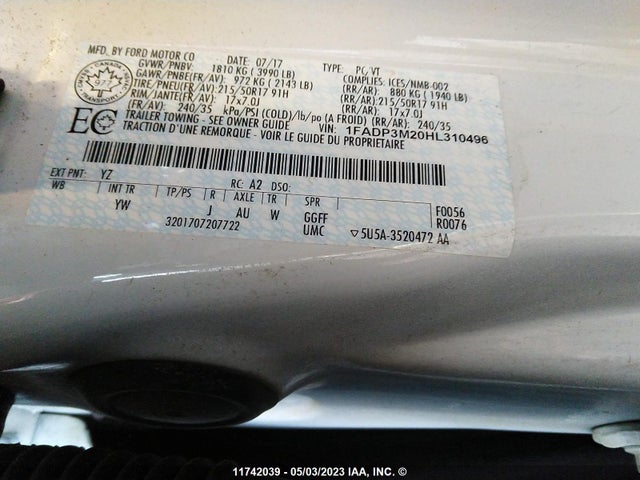 MFD. BY FORD MOTOR CO
DATE: 07/17
TYPE: PC/VT
GVWR/PNBV: 1810 KG ( 3990 LB)
COMPLIES: ICES/NMB-002
GAWR/PNBE(FR/AV): 972 KG ( 2143 LB)
(RR/AR): 880 KG ( 1940 LB)
TIRE/PNEU(FR/AV): 215/50R17 91H
(RR/AR): 215/50R17 91H
RIM/JANTE(FR/AV): 17x7.0J
(RR/AR): 17x7.0J
(FR/AV): 240/35 kPa/PSI (COLD)/lb/po (A FROID) (RR/AR): 240/35
TRAILER TOWING - SEE OWNER GUIDE
VIN: 1FADP3M20HL310496
TRACTION D'UNE REMORQUE - VOIR LE GUIDE DU PROPRIETAIRE
EC
CANADA
TRANSPORT
EXT PNT: YZ
RC: A2 DSO:
WB INT TR TP/PS R AXLE TR SPR
F0056
YW J AU W GGFF
R0076
3201707207722
UMC
▽5U5A-3520472 AA
11742039 - 05/03/2023 IAA, INC. ©